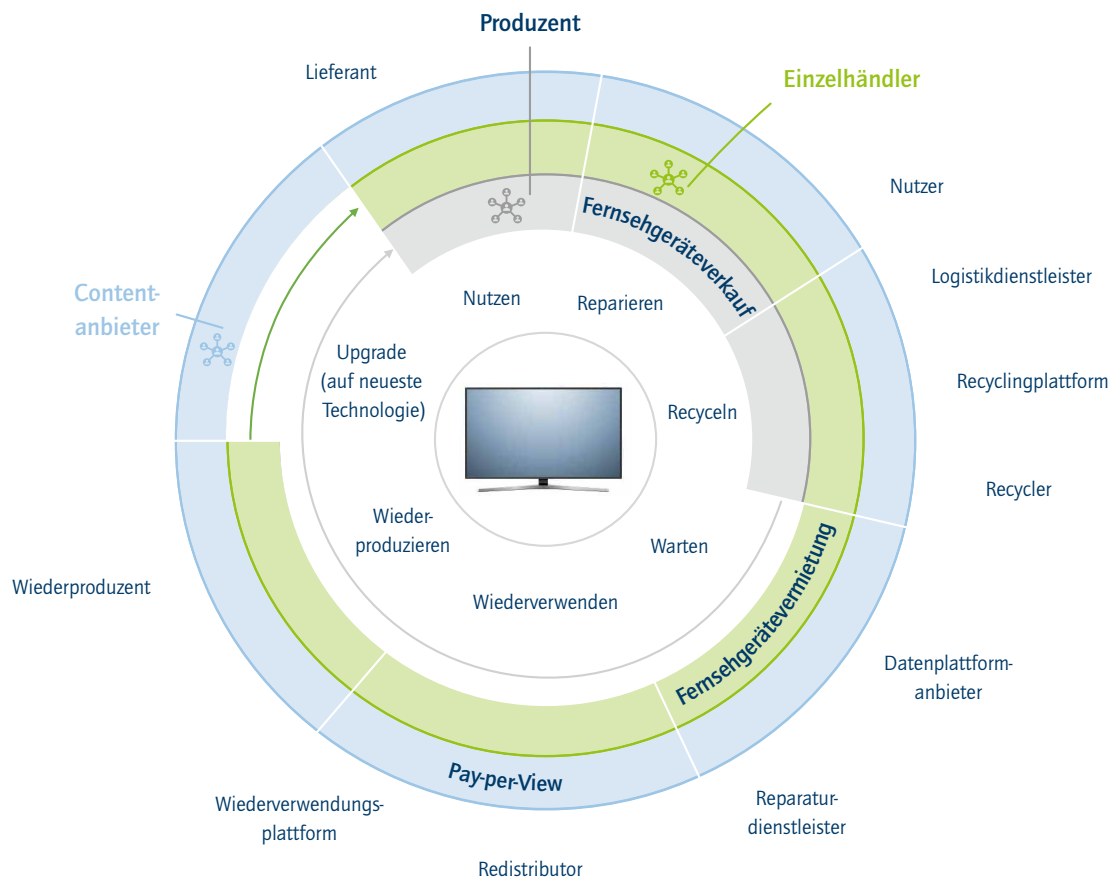 Produzent
Lieferant
Einzelhändler
Nutzer
Fernsehgeräteverkauf
Logistikdienstleister
Content-
anbieter
Nutzen
Reparieren
Upgrade
(auf neueste
Technologie)
Recyceln
Recyclingplattform
Recycler
Wieder-
produzieren
Warten
Wiederverwenden
Wiederproduzent
Fernsehgerätevermietung
Datenplattform-
anbieter
Pay-per-View
Wiederverwendungs-
plattform
Reparatur-
dienstleister
Redistributor